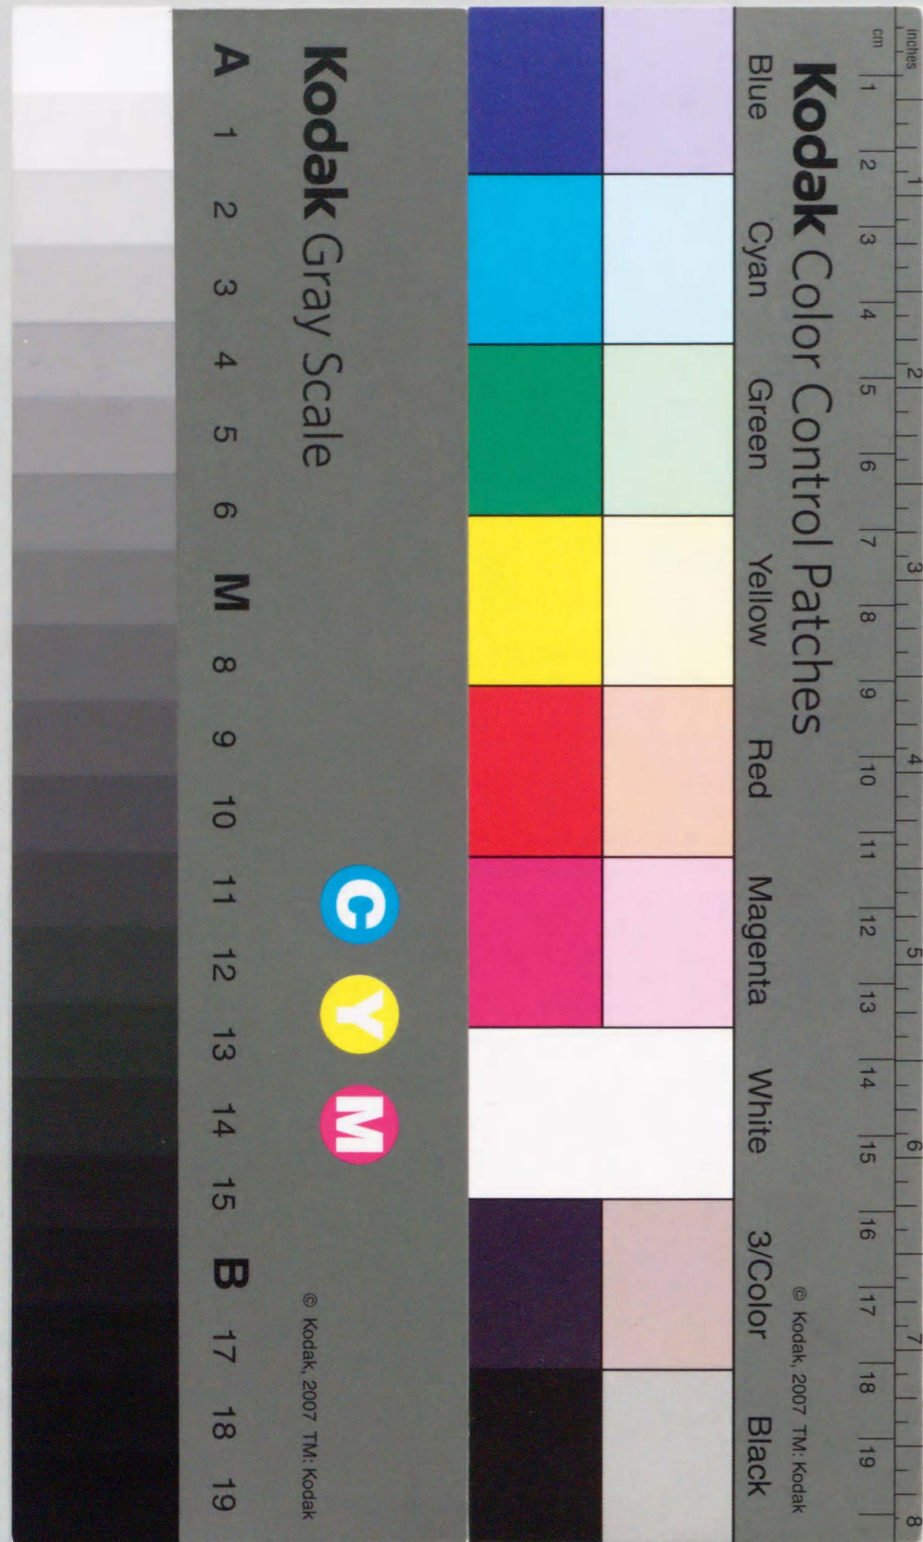 inches 1 2 3 4 5 6 7 8
cm 1 2 3 4 5 6 7 8 9 10 11 12 13 14 15 16 17 18 19
Kodak Color Control Patches
© Kodak, 2007 TM: Kodak
Blue Cyan Green Yellow Red Magenta White 3/Color Black
Kodak Gray Scale
C Y M
© Kodak, 2007 TM: Kodak
A 1 2 3 4 5 6 M 8 9 10 11 12 13 14 15 B 17 18 19